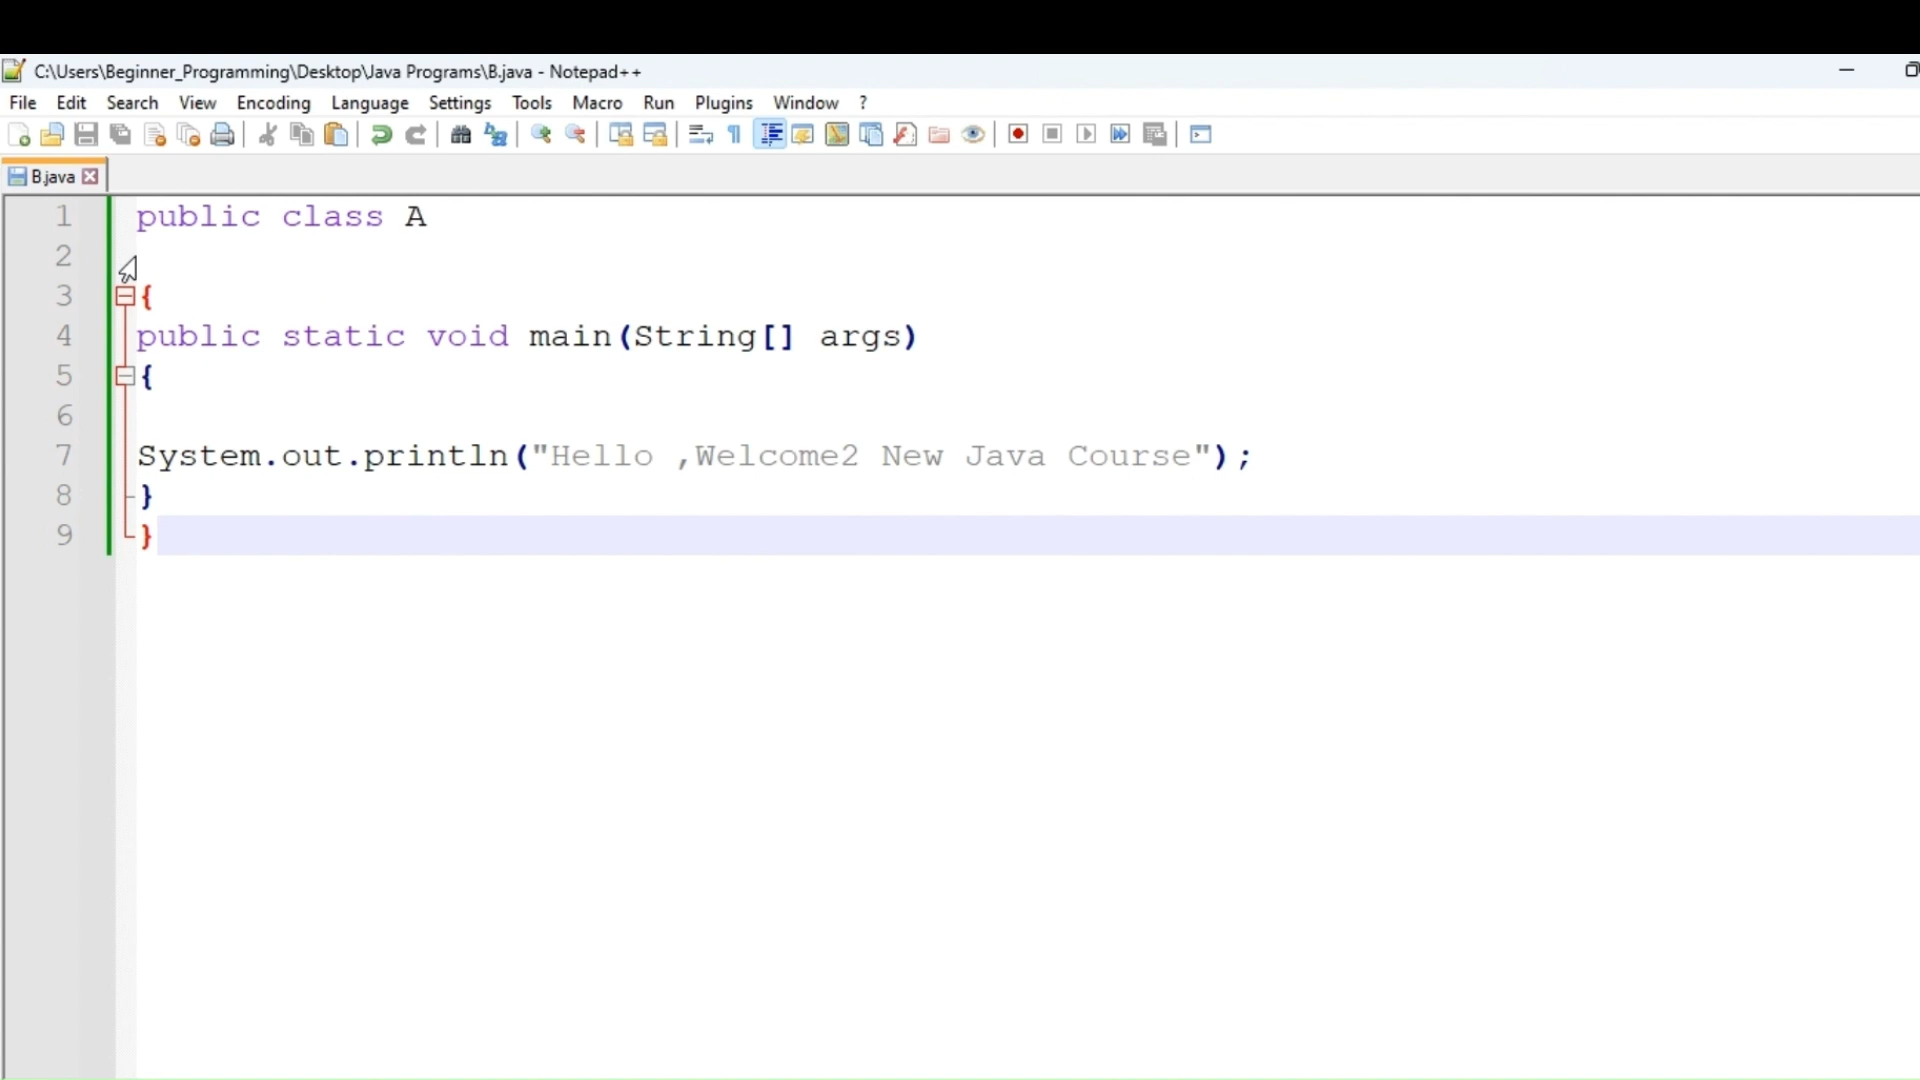 C:\Users\Beginner_Programming\Desktop\Java Programs\B.java - Notepad++
File Edit Search View Encoding Language Settings Tools Macro Run Plugins Window ?
B.java
1 public class A
2
3 {
4 public static void main(String[] args)
5 {
6
7 System.out.println("Hello ,Welcome2 New Java Course");
8 }
9 }